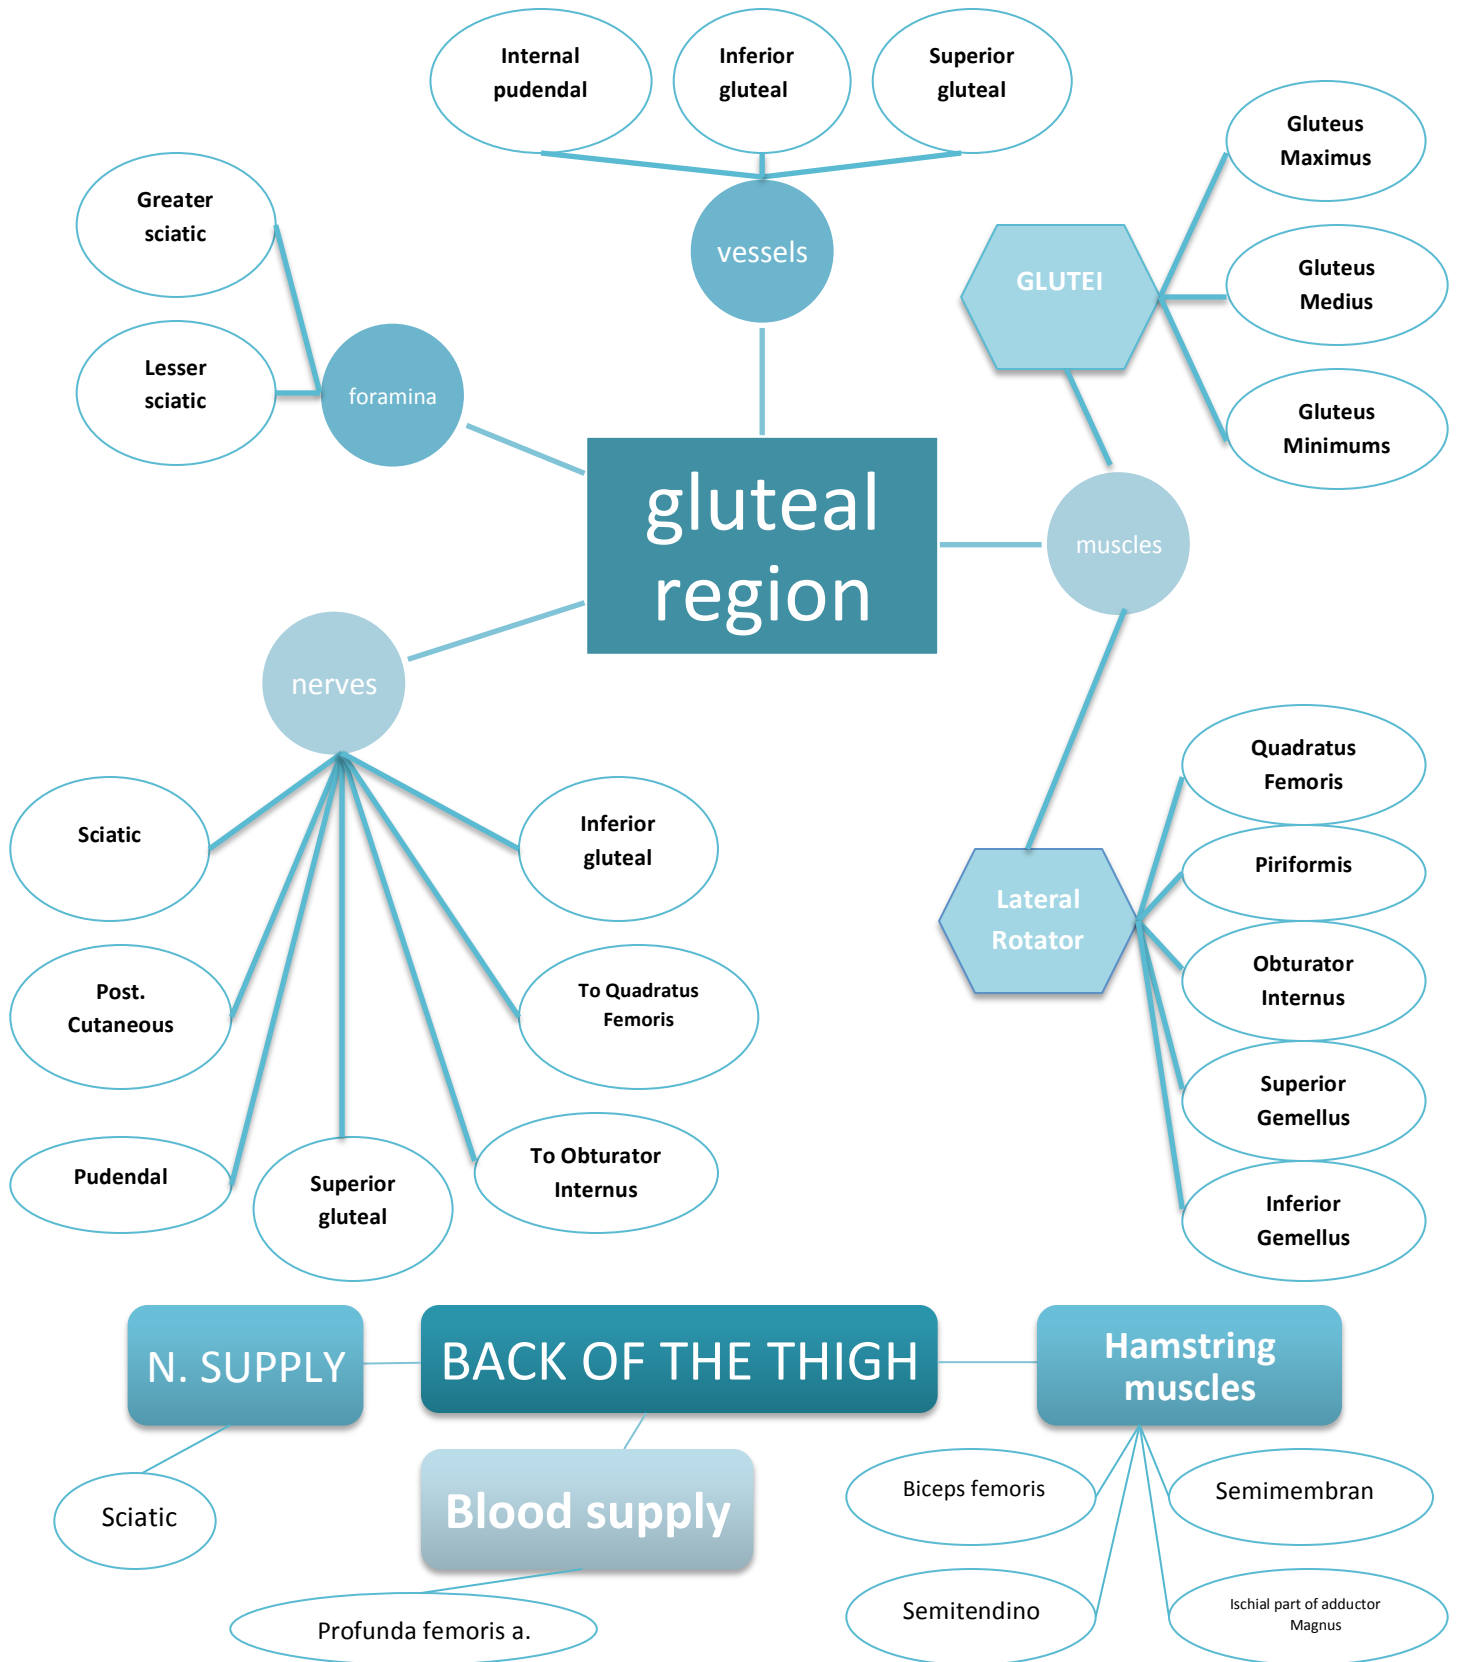 Internal
pudendal
Inferior
gluteal
Superior
gluteal
Gluteus
Maximus
Greater
sciatic
vessels
GLUTEI
Gluteus
Medius
Lesser
sciatic
foramina
Gluteus
Minimums
gluteal
region
muscles
nerves
Quadratus
Femoris
Sciatic
Inferior
gluteal
Piriformis
Lateral
Rotator
Post.
Cutaneous
To Quadratus
Femoris
Obturator
Internus
Superior
Gemellus
Pudendal
Superior
gluteal
To Obturator
Internus
Inferior
Gemellus
N. SUPPLY
BACK OF THE THIGH
Hamstring
muscles
Sciatic
Blood supply
Biceps femoris
Semimembran
Profunda femoris a.
Semitendino
Ischial part of adductor
Magnus